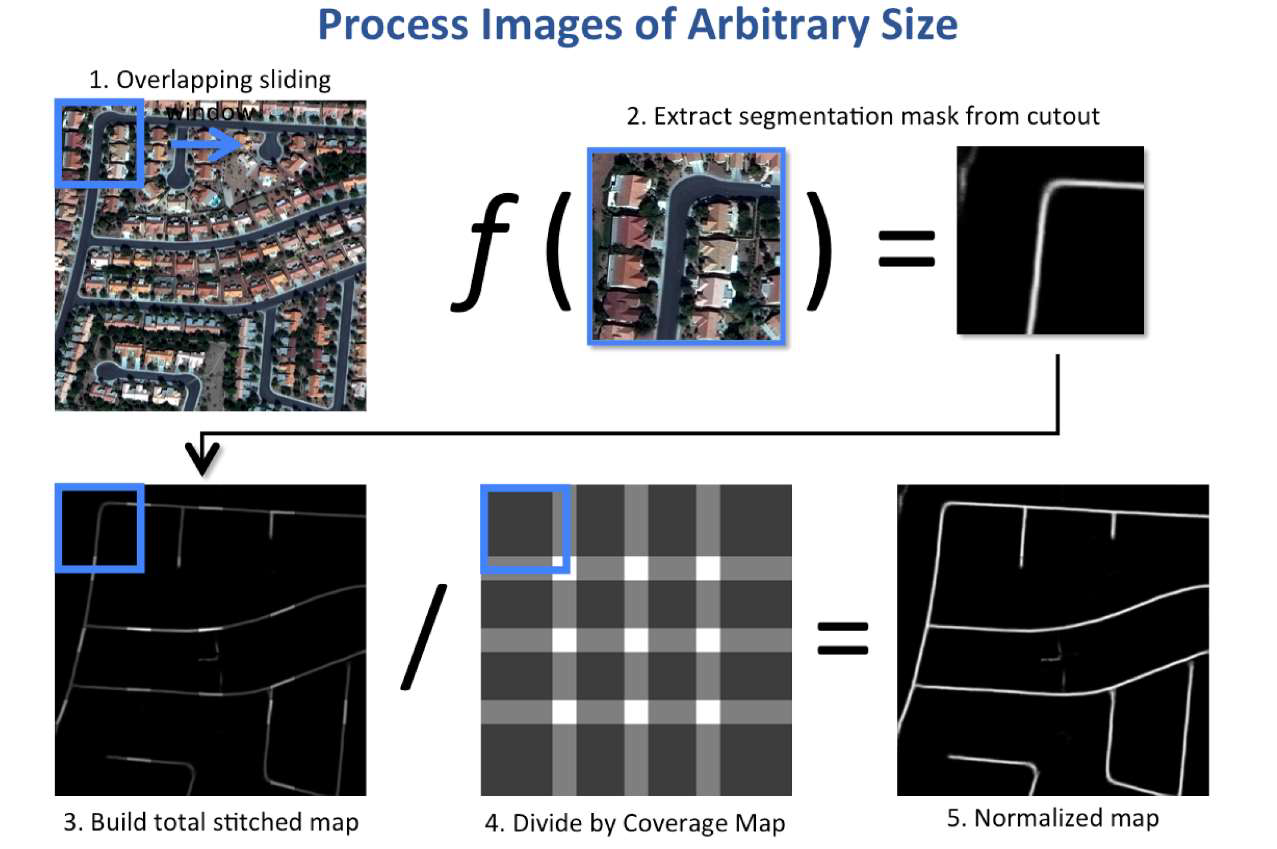 Process Images of Arbitrary Size
1. Overlapping sliding
window
2. Extract segmentation mask from cutout
f ( ) =
/ =
3. Build total stitched map
4. Divide by Coverage Map
5. Normalized map